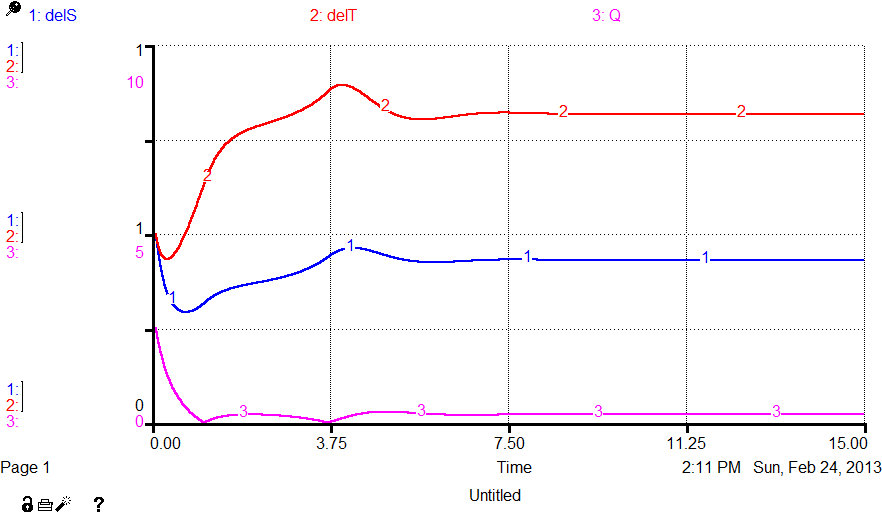 1: delS 2: delT 3: Q
1: 1
2:
3: 10
1: 1
2:
3: 5
1: 0
2:
3: 0
2 2 2 2
1 1 1 1
3 3 3 3
0.00 3.75 7.50 11.25 15.00
Page 1 Time 2:11 PM Sun, Feb 24, 2013
Untitled
?